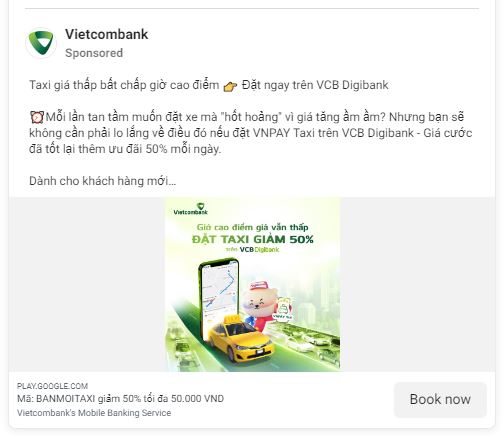 Vietcombank
Sponsored
Taxi giá thấp bất chấp giờ cao điểm 👉 Đặt ngay trên VCB Digibank
⏰Mỗi lần tan tầm muốn đặt xe mà "hốt hoảng" vì giá tăng ầm ầm? Nhưng bạn sẽ
không cần phải lo lắng về điều đó nếu đặt VNPAY Taxi trên VCB Digibank - Giá cước
đã tốt lại thêm ưu đãi 50% mỗi ngày.
Dành cho khách hàng mới...
Vietcombank
Giờ cao điểm giá vẫn thấp
ĐẶT TAXI GIẢM 50%
trên VCB Digibank
PLAY.GOOGLE.COM
Mã: BANMOITAXI giảm 50% tối đa 50.000 VND
Vietcombank's Mobile Banking Service
Book now